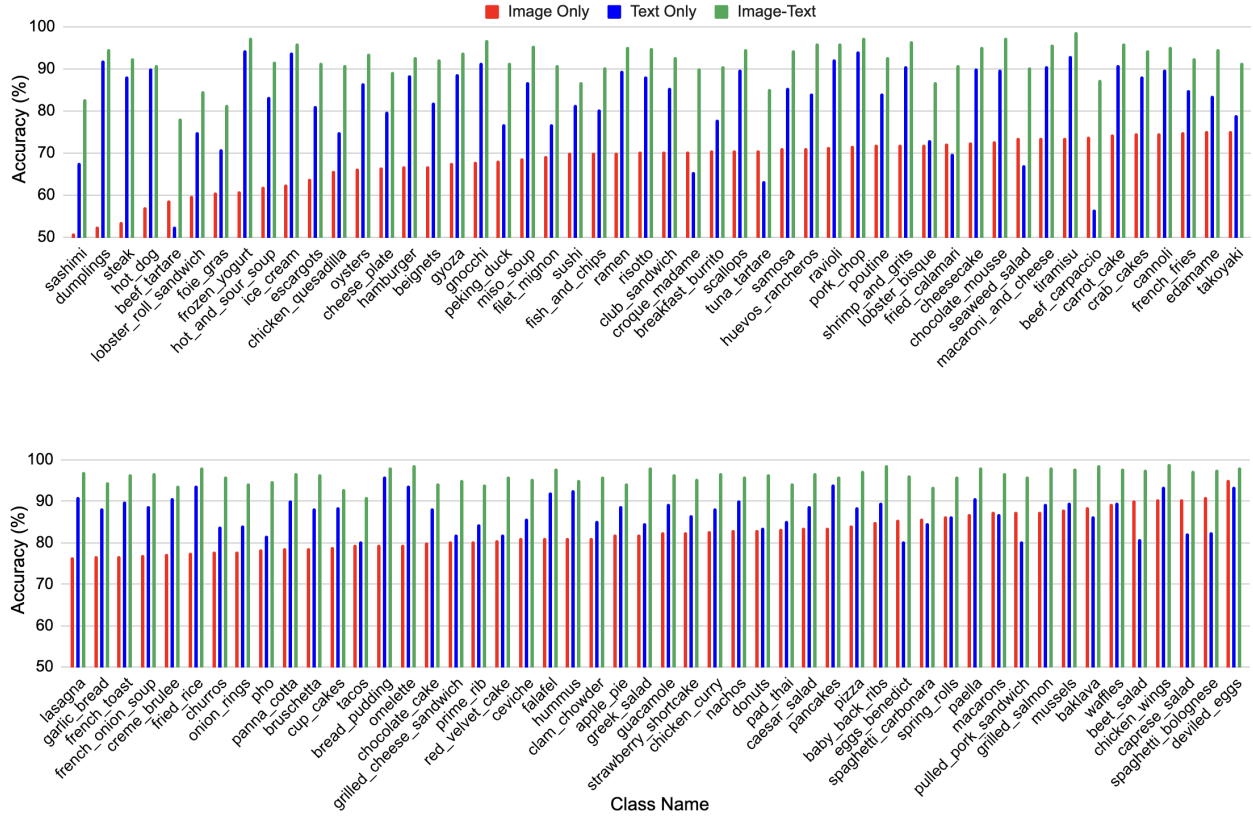 Image Only Text Only Image-Text
Accuracy (%)
100
90
80
70
60
50
sashimi
dumplings
steak
hot_dog
beef_tartare
lobster_roll_sandwich
foie_gras
frozen_yogurt
hot_and_sour_soup
ice_cream
escargots
chicken_quesadilla
oysters
cheese_plate
hamburger
beignets
gyoza
gnocchi
peking_duck
miso_soup
filet_mignon
sushi
fish_and_chips
ramen
risotto
club_sandwich
croque_madame
breakfast_burrito
scallops
tuna_tartare
samosa
huevos_rancheros
ravioli
pork_chop
poutine
shrimp_and_grits
lobster_bisque
fried_calamari
cheesecake
chocolate_mousse
seaweed_salad
macaroni_and_cheese
tiramisu
beef_carpaccio
carrot_cake
crab_cakes
cannoli
french_fries
edamame
takoyaki
Accuracy (%)
100
90
80
70
60
50
lasagna
garlic_bread
french_toast
french_onion_soup
creme_brulee
fried_rice
churros
onion_rings
pho
panna_cotta
bruschetta
cup_cakes
tacos
bread_pudding
omelette
chocolate_cake
grilled_cheese_sandwich
prime_rib
red_velvet_cake
ceviche
falafel
hummus
clam_chowder
apple_pie
greek_salad
guacamole
strawberry_shortcake
chicken_curry
nachos
donuts
pad_thai
caesar_salad
pancakes
pizza
baby_back_ribs
eggs_benedict
spaghetti_carbonara
spring_rolls
paella
macarons
pulled_pork_sandwich
grilled_salmon
mussels
baklava
waffles
beet_salad
chicken_wings
caprese_salad
spaghetti_bolognese
deviled_eggs
Class Name